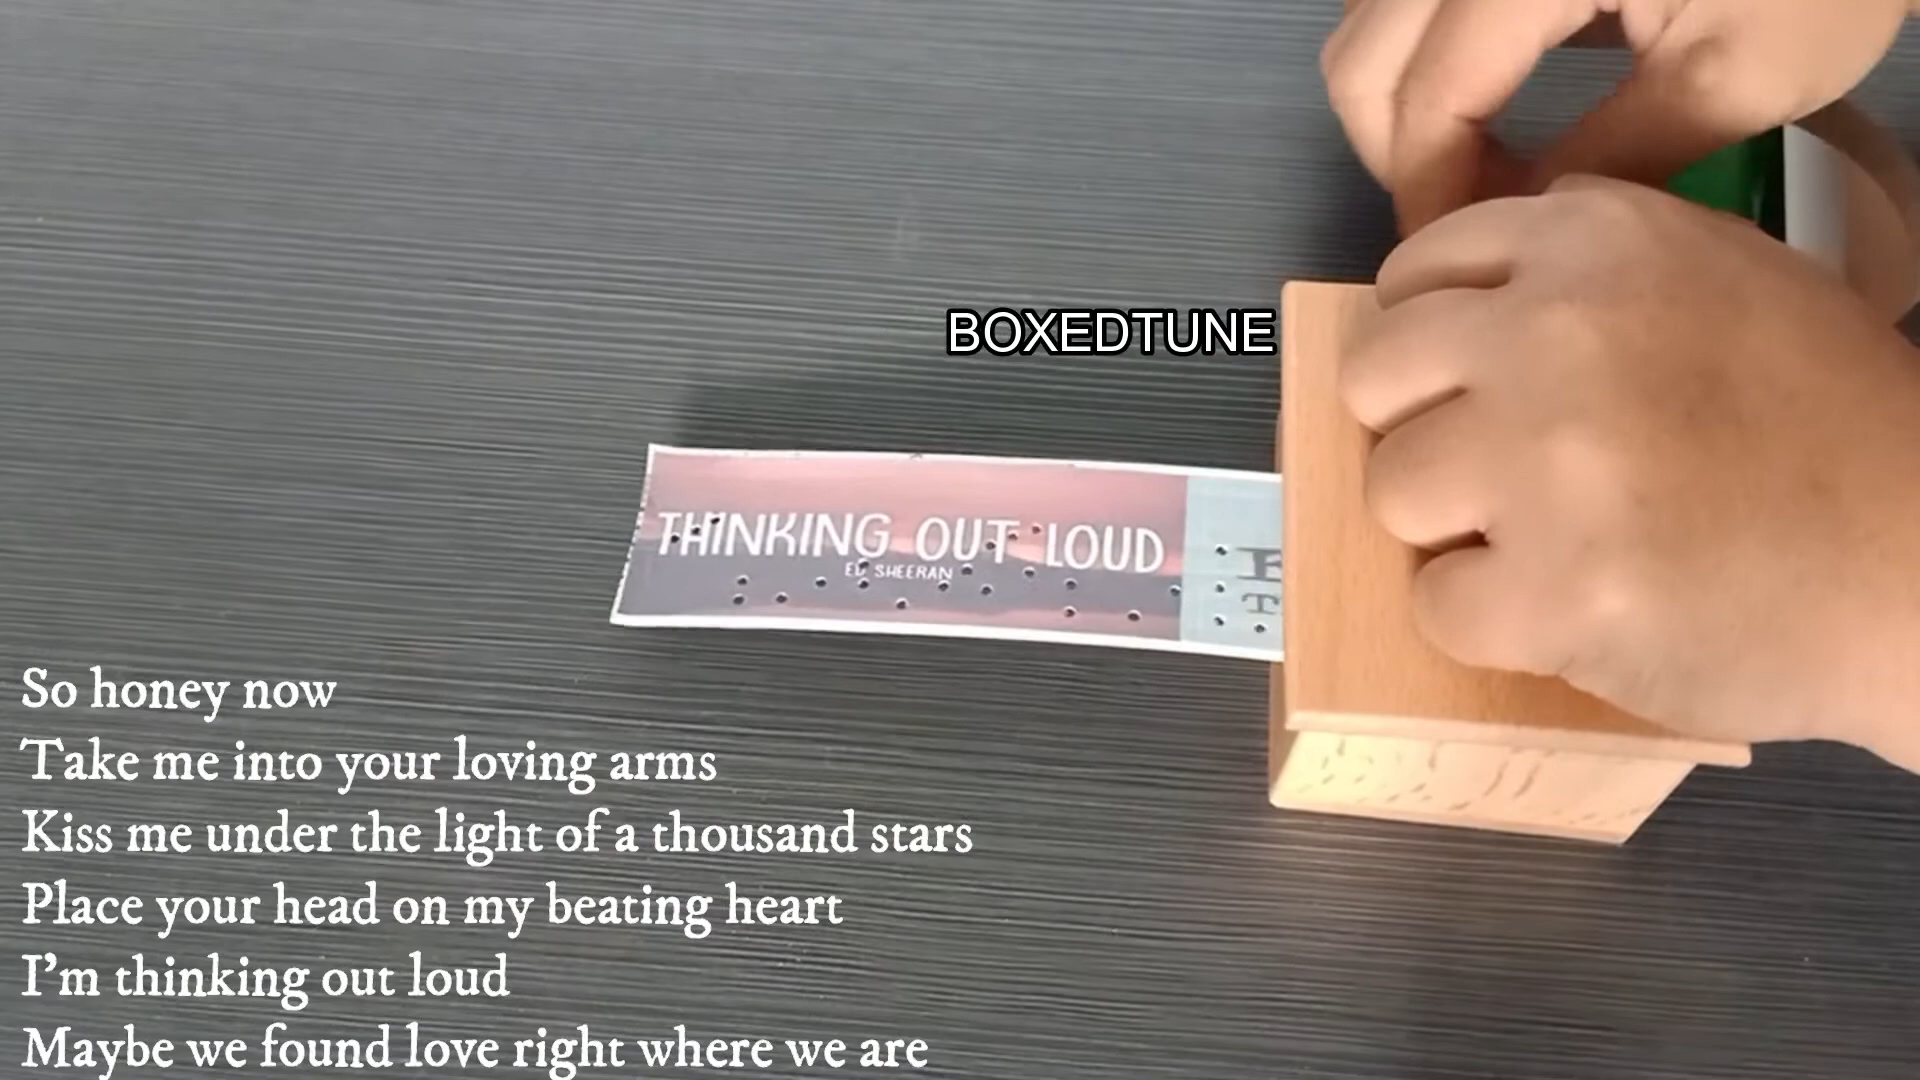 BOXEDTUNE
THINKING OUT LOUD
ED SHEERAN
So honey now
Take me into your loving arms
Kiss me under the light of a thousand stars
Place your head on my beating heart
I'm thinking out loud
Maybe we found love right where we are